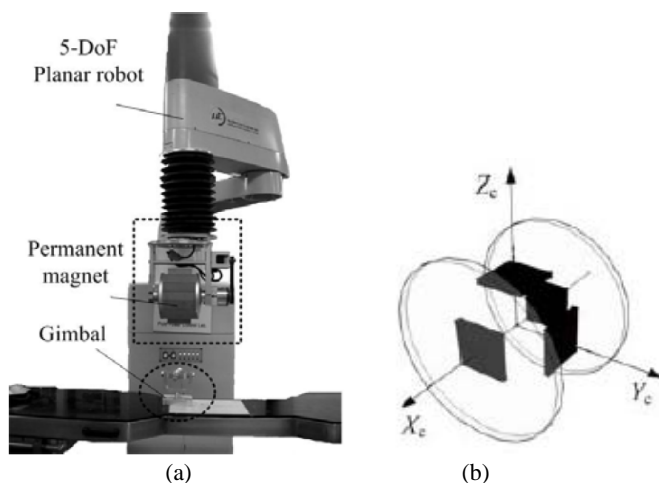 5-DoF
Planar robot
Permanent
magnet
Gimbal
Z_c
Y_c
X_c
(a)
(b)